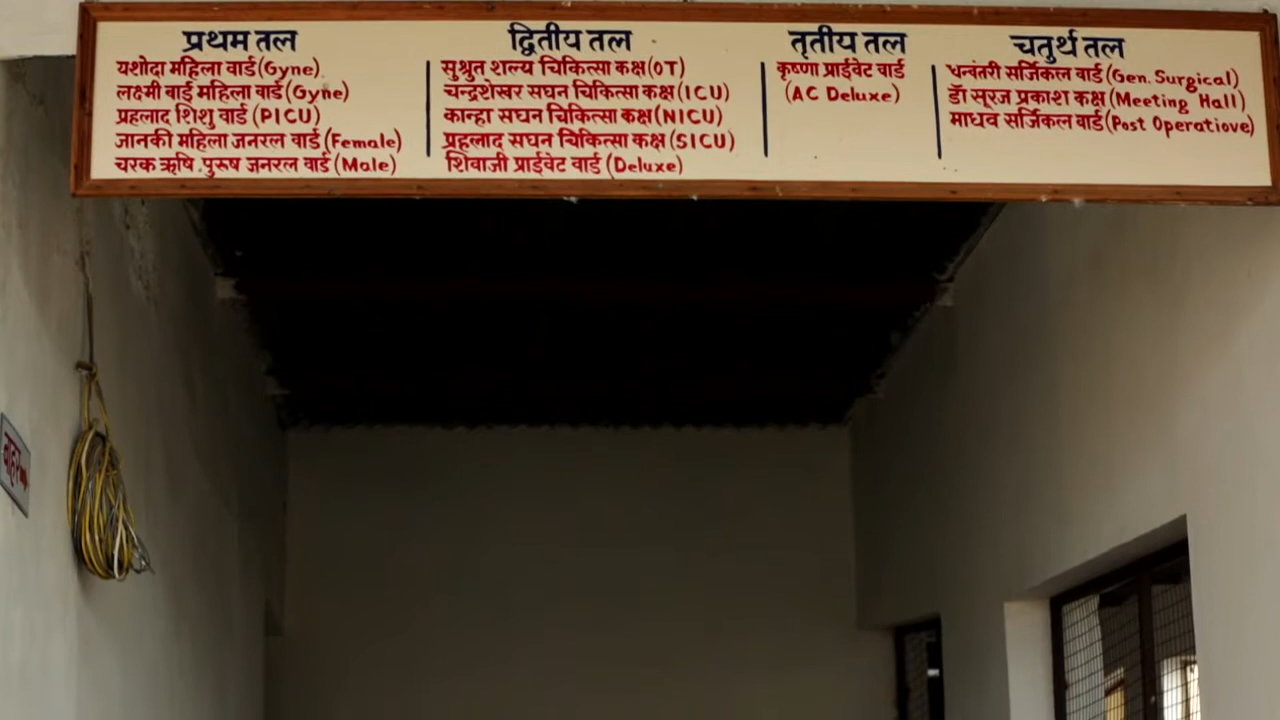 प्रथम तल
यशोदा महिला वार्ड (Gyne)
लक्ष्मी वाई महिला वार्ड (Gyne)
प्रहलाद शिशु वार्ड (PICU)
जानकी महिला जनरल वार्ड (Female)
चरक ऋषि पुरूष जनरल वार्ड (Male)
द्वितीय तल
सुश्रुत शल्य चिकित्सा कक्ष (OT)
चन्द्रशेखर सघन चिकित्सा कक्ष (ICU)
कान्हा सघन चिकित्सा कक्ष (NICU)
प्रहलाद सघन चिकित्सा कक्ष (SICU)
शिवाजी प्राईवेट वार्ड (Deluxe)
तृतीय तल
कृष्णा प्राईवेट वार्ड
(AC Deluxe)
चतुर्थ तल
धन्वंतरी सर्जिकल वार्ड (Gen. Surgical)
डॉ सूरज प्रकाश कक्ष (Meeting Hall)
माधव सर्जिकल वार्ड (Post Operatiove)
बाहर